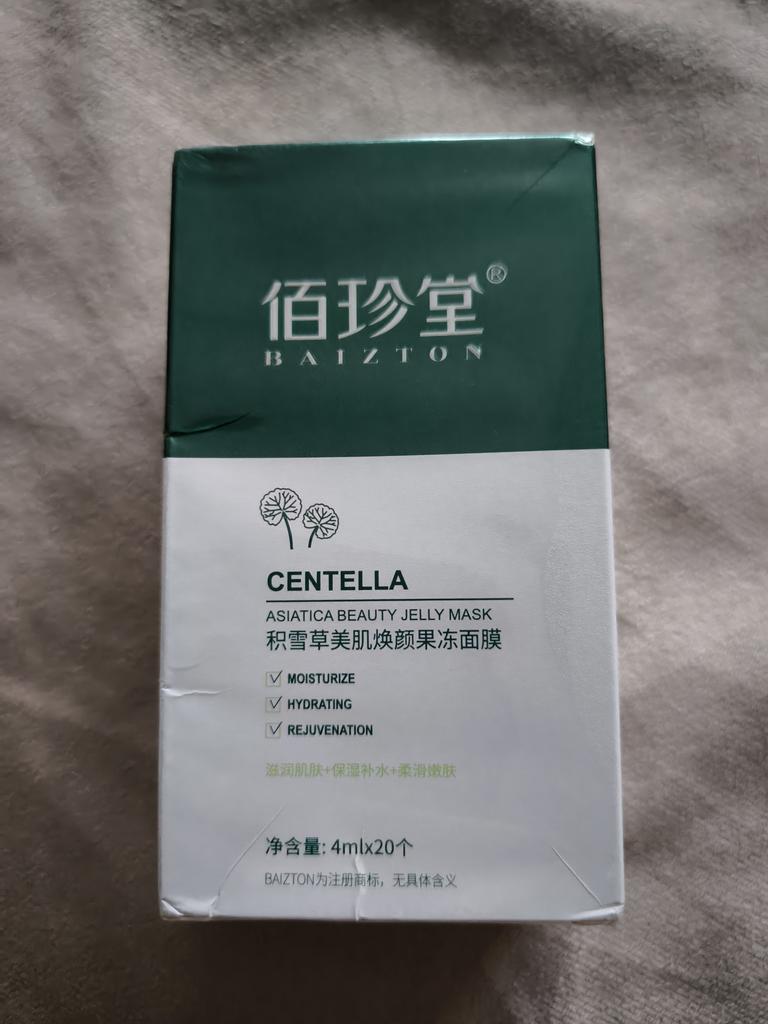 佰珍堂®
BAIZTON
CENTELLA
ASIATICA BEAUTY JELLY MASK
积雪草美肌焕颜果冻面膜
MOISTURIZE
HYDRATING
REJUVENATION
滋润肌肤+保湿补水+柔滑嫩肤
净含量: 4mlx20个
BAIZTON为注册商标，无具体含义